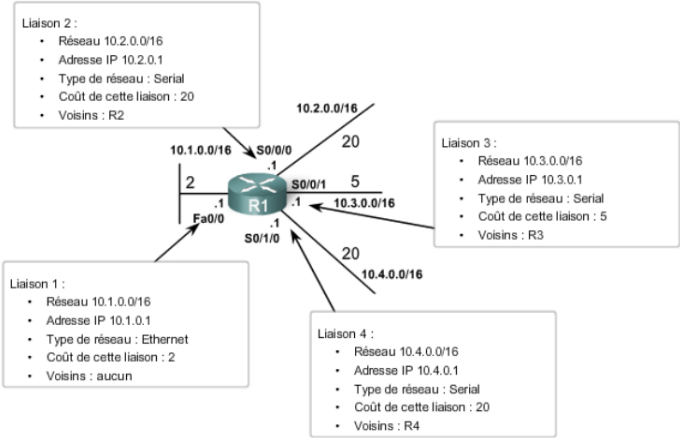 Liaison 2 :
• Réseau 10.2.0.0/16
• Adresse IP 10.2.0.1
• Type de réseau : Serial
• Coût de cette liaison : 20
• Voisins : R2
10.2.0.0/16
20
10.1.0.0/16
S0/0/0
.1
2
S0/0/1
5
.1
R1
.1
10.3.0.0/16
Fa0/0
.1
S0/1/0
20
10.4.0.0/16
Liaison 3 :
• Réseau 10.3.0.0/16
• Adresse IP 10.3.0.1
• Type de réseau : Serial
• Coût de cette liaison : 5
• Voisins : R3
Liaison 1 :
• Réseau 10.1.0.0/16
• Adresse IP 10.1.0.1
• Type de réseau : Ethernet
• Coût de cette liaison : 2
• Voisins : aucun
Liaison 4 :
• Réseau 10.4.0.0/16
• Adresse IP 10.4.0.1
• Type de réseau : Serial
• Coût de cette liaison : 20
• Voisins : R4